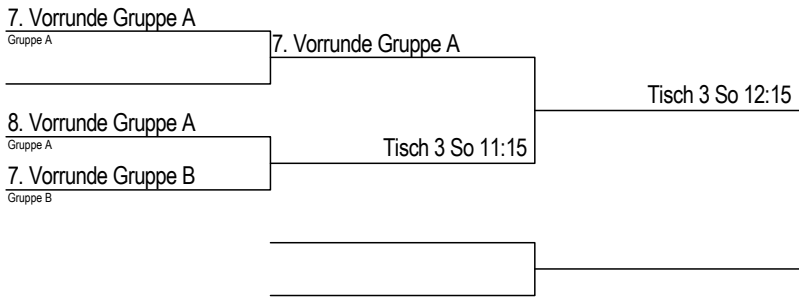 7. Vorrunde Gruppe A
Gruppe A
7. Vorrunde Gruppe A
Tisch 3 So 12:15
8. Vorrunde Gruppe A
Gruppe A
Tisch 3 So 11:15
7. Vorrunde Gruppe B
Gruppe B